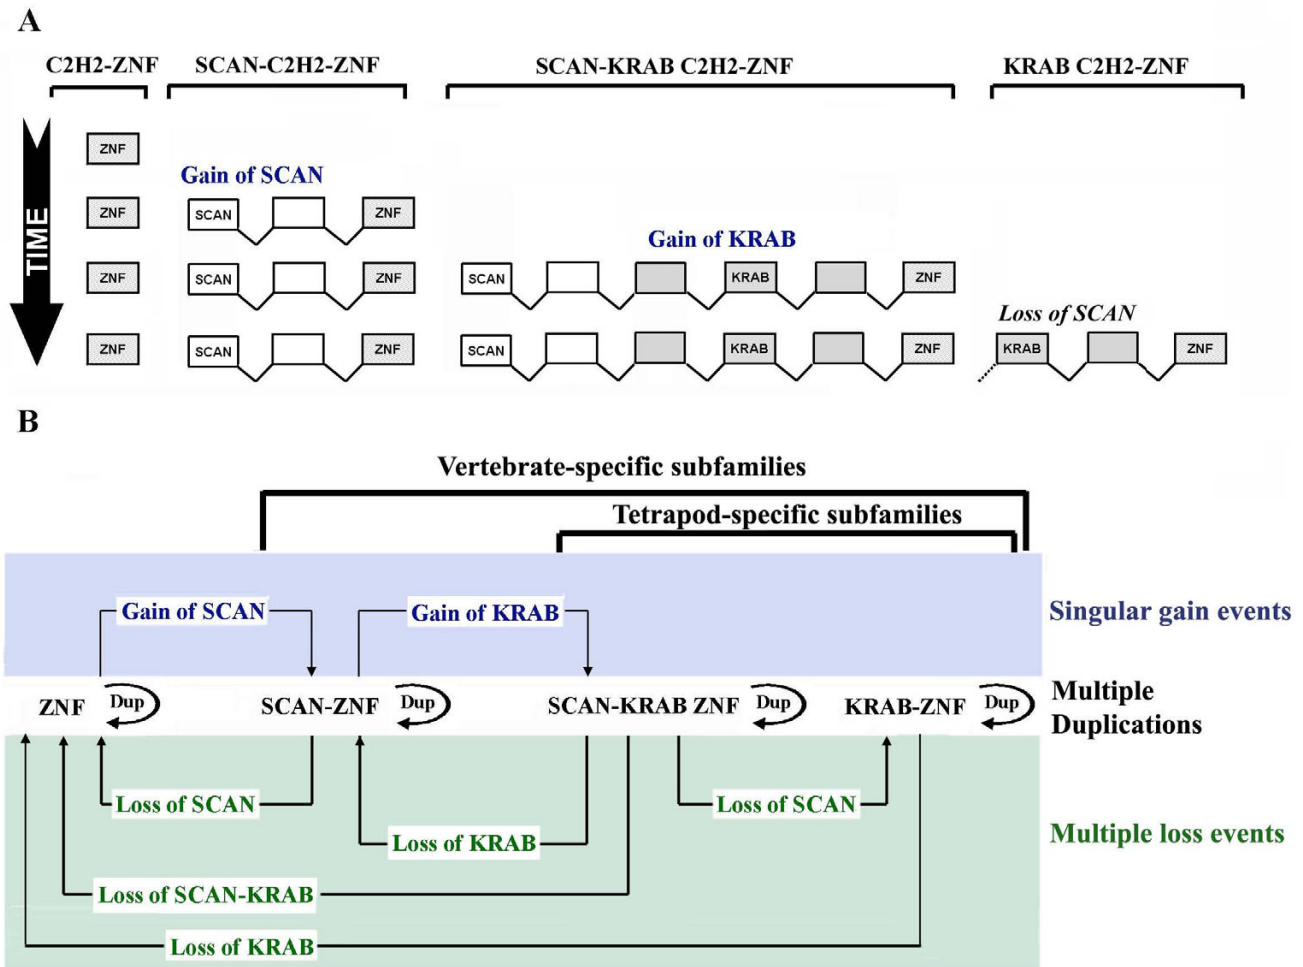 A
C2H2-ZNF SCAN-C2H2-ZNF SCAN-KRAB C2H2-ZNF KRAB C2H2-ZNF
TIME
ZNF
Gain of SCAN
ZNF SCAN ZNF
Gain of KRAB
ZNF SCAN ZNF SCAN KRAB ZNF
Loss of SCAN
ZNF SCAN ZNF SCAN KRAB ZNF KRAB ZNF
B
Vertebrate-specific subfamilies
Tetrapod-specific subfamilies
Gain of SCAN Gain of KRAB Singular gain events
ZNF Dup SCAN-ZNF Dup SCAN-KRAB ZNF Dup KRAB-ZNF Dup Multiple
Duplications
Loss of SCAN Loss of SCAN
Loss of KRAB Multiple loss events
Loss of SCAN-KRAB
Loss of KRAB